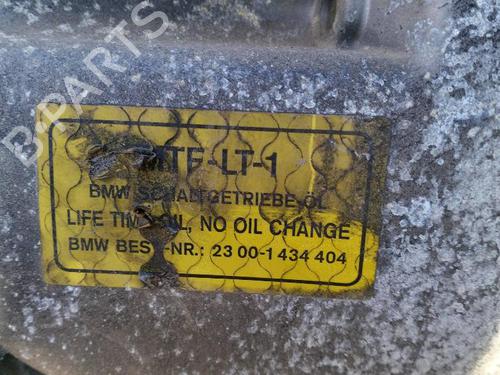 B-PARTS
MTF-LT-1
BMW SCHALTGETRIEBE-ÖL
LIFE TIME OIL, NO OIL CHANGE
BMW BEST-NR.: 23 00-1 434 404